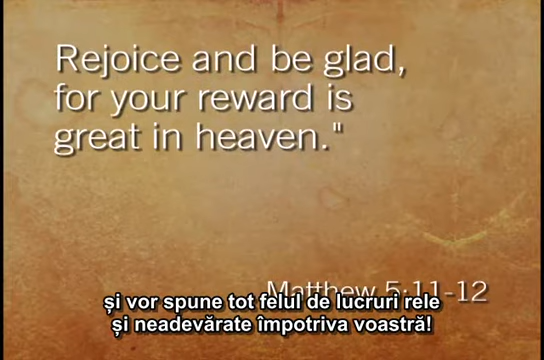 Rejoice and be glad,
for your reward is
great in heaven."
Matthew 5:11-12
și vor spune tot felul de lucruri rele
și neadevărate împotriva voastră!